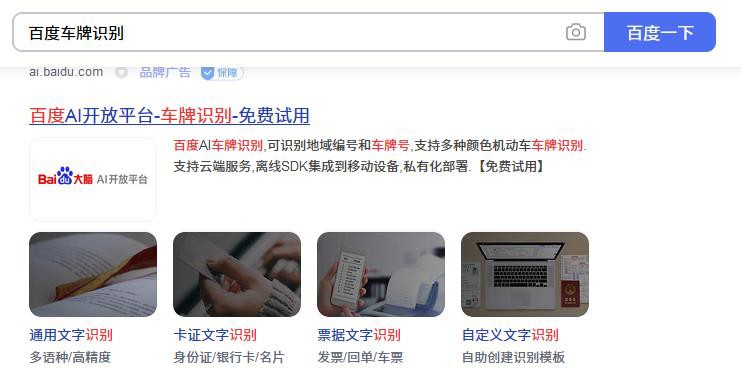 百度车牌识别
百度一下
ai.baidu.com 品牌广告 保障
百度AI开放平台-车牌识别-免费试用
百度AI车牌识别,可识别地域编号和车牌号,支持多种颜色机动车车牌识别.
支持云端服务,离线SDK集成到移动设备,私有化部署.【免费试用】
Bai du 大脑 AI开放平台
通用文字识别
多语种/高精度
卡证文字识别
身份证/银行卡/名片
票据文字识别
发票/回单/车票
自定义文字识别
自助创建识别模板